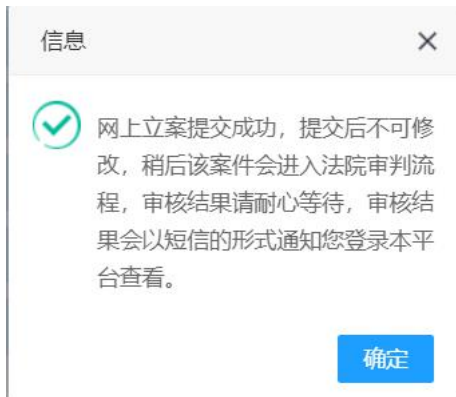 信息
网上立案提交成功，提交后不可修
改，稍后该案件会进入法院审判流
程，审核结果请耐心等待，审核结
果会以短信的形式通知您登录本平
台查看。
确定